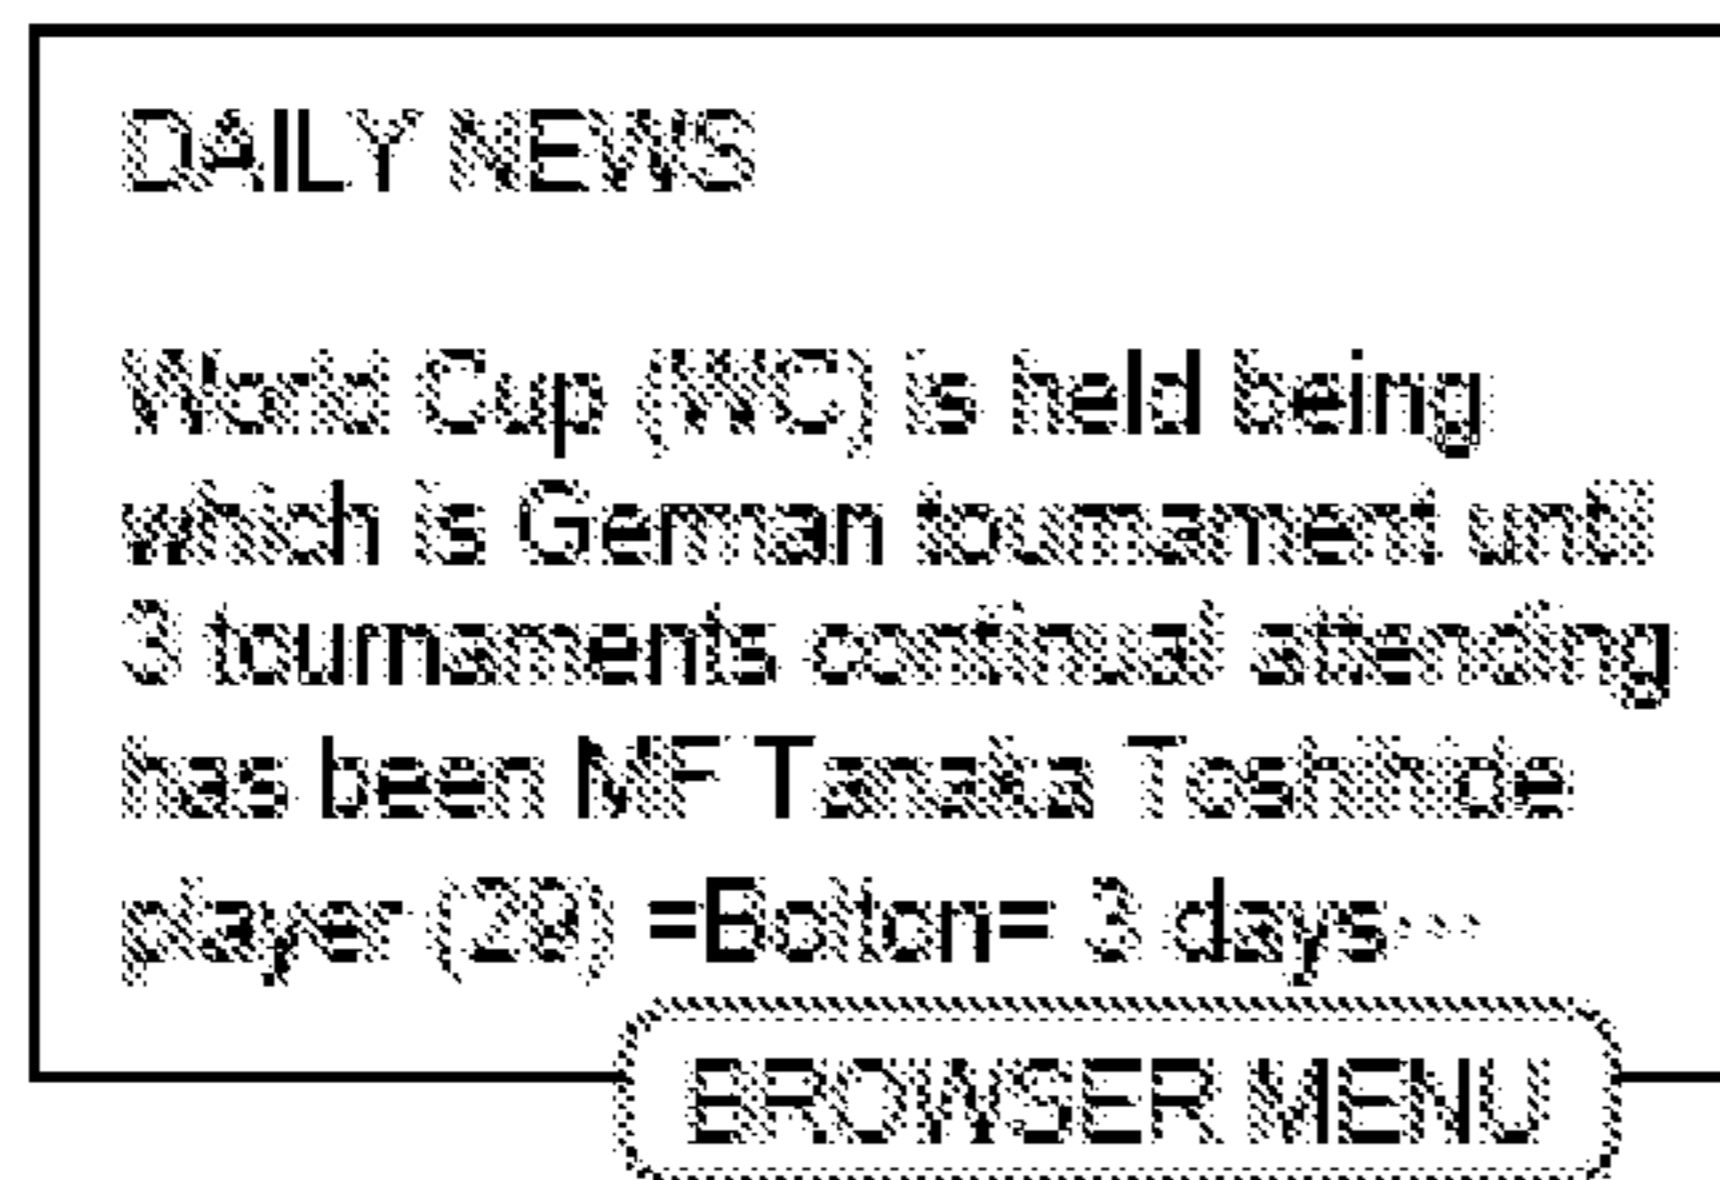 DAILY NEWS
World Cup (WC) is held being
which is German tournament until
3 tournaments continual attending
has been MF Tanaka Toshihide
player (29) =Bolton= 3 days···
BROWSER MENU